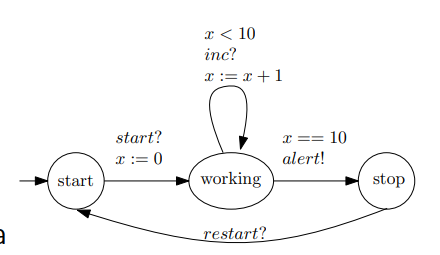 x < 10
inc?
x := x + 1
start?
x := 0
x == 10
alert!
start
working
stop
restart?
a